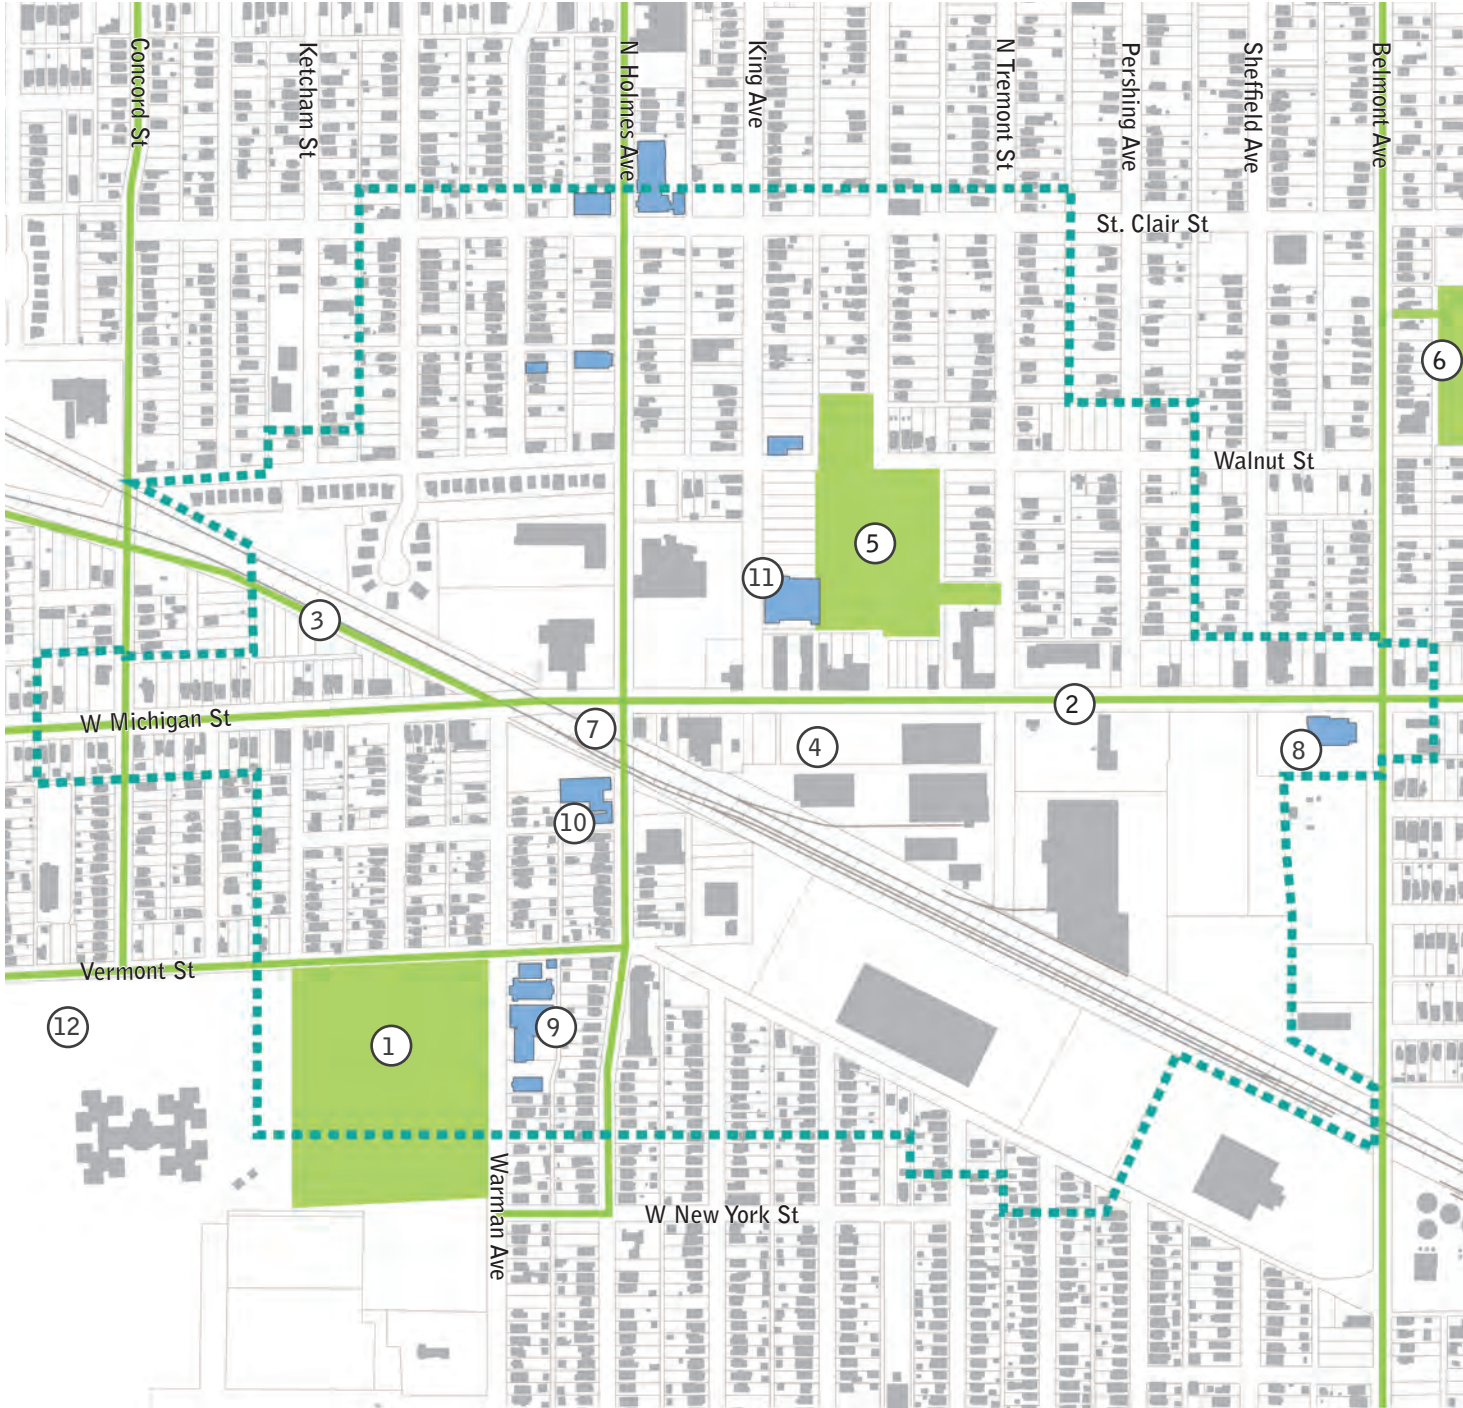 Concord St
Ketcham St
N Holmes Ave
King Ave
N Tremont St
Pershing Ave
Sheffield Ave
Belmont Ave
St. Clair St
6
Walnut St
5
11
3
2
W Michigan St
7
4
8
10
Vermont St
12
9
1
Warman Ave
W New York St